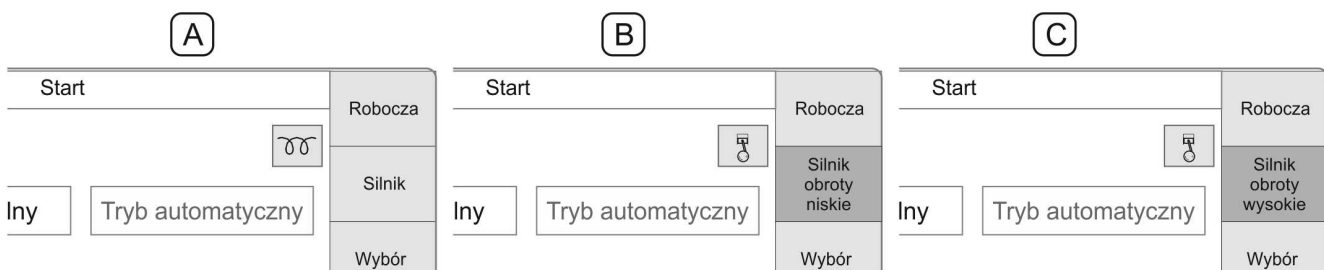 A
B
C
Start
Robocza
Silnik
lny
Tryb automatyczny
Wybór
Start
Robocza
Silnik
obroty
niskie
lny
Tryb automatyczny
Wybór
Start
Robocza
Silnik
obroty
wysokie
lny
Tryb automatyczny
Wybór